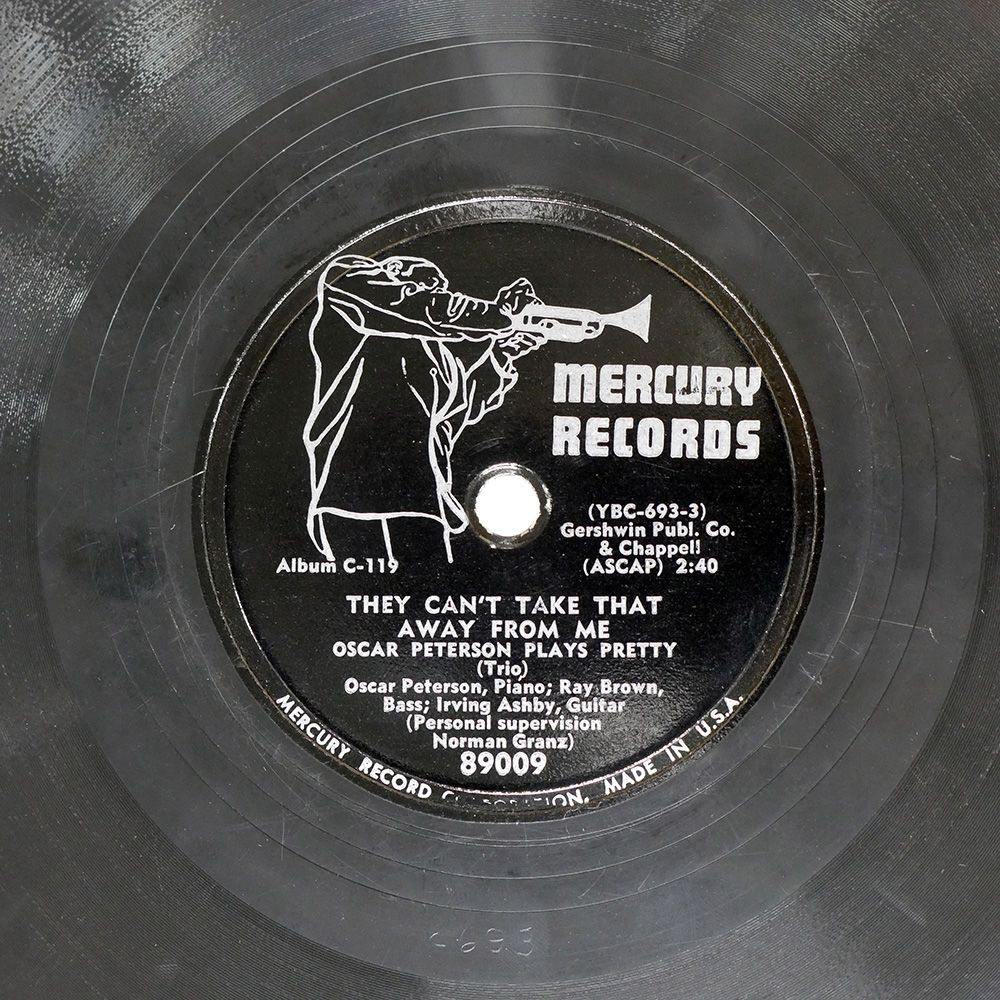 MERCURY
RECORDS
(YBC-693-3)
Gershwin Publ. Co.
& Chappell
(ASCAP) 2:40
Album C-119
THEY CAN'T TAKE THAT
AWAY FROM ME
OSCAR PETERSON PLAYS PRETTY
(Trio)
Oscar Peterson, Piano; Ray Brown,
Bass; Irving Ashby, Guitar
(Personal supervision
Norman Granz)
89009
MERCURY RECORD CORPORATION, MADE IN U.S.A.